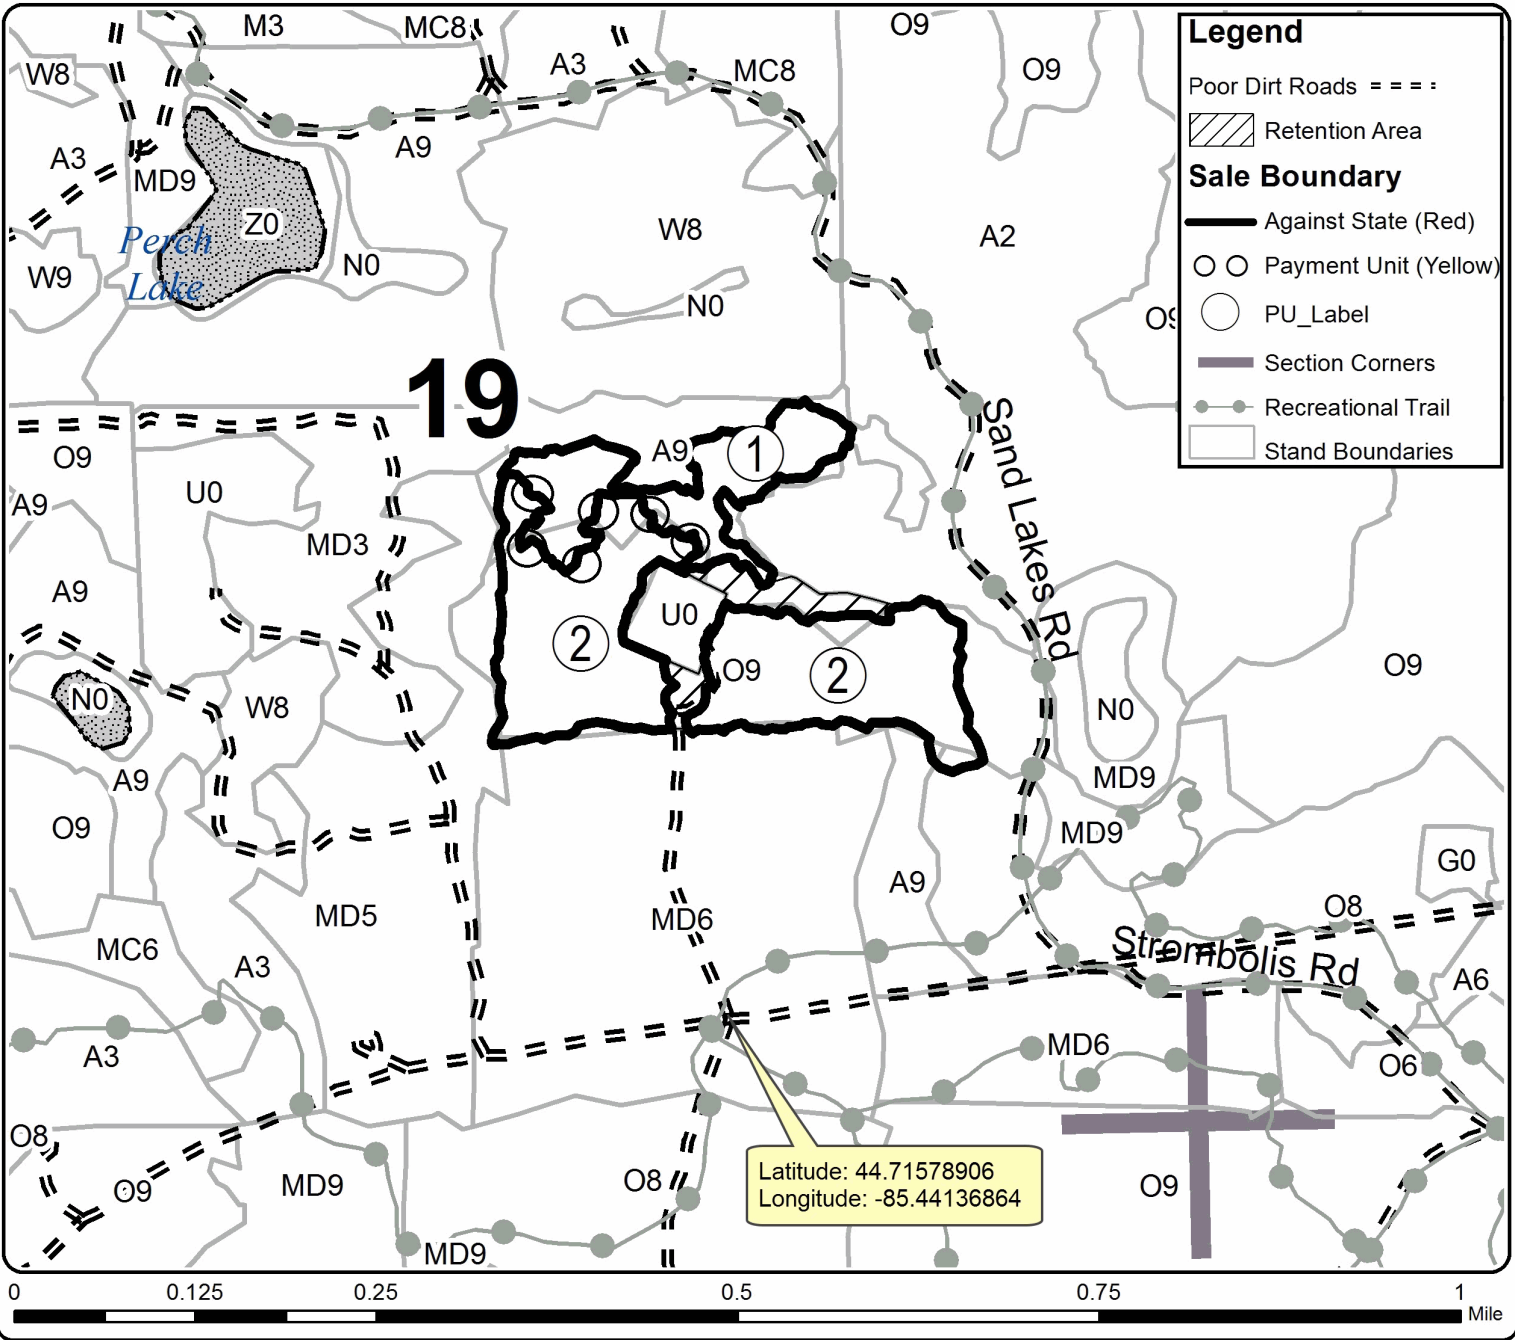 M3
MC8
O9
Legend
W8
A3
MC8
O9
Poor Dirt Roads
Retention Area
A9
A3
MD9
Sale Boundary
Z0
W8
A2
Against State (Red)
Perch
Lake
N0
W9
Payment Unit (Yellow)
N0
PU_Label
Section Corners
19
Recreational Trail
Stand Boundaries
O9
A9
1
Sand Lakes Rd
U0
A9
MD3
A9
U0
2
O9
2
O9
N0
W8
N0
A9
MD9
O9
MD9
G0
A9
MD5
MD6
O8
MC6
A3
Strombolis Rd
A6
A3
MD6
O6
O8
Latitude: 44.71578906
Longitude: -85.44136864
O9
MD9
O8
O9
MD9
0 0.125 0.25 0.5 0.75 1
Mile